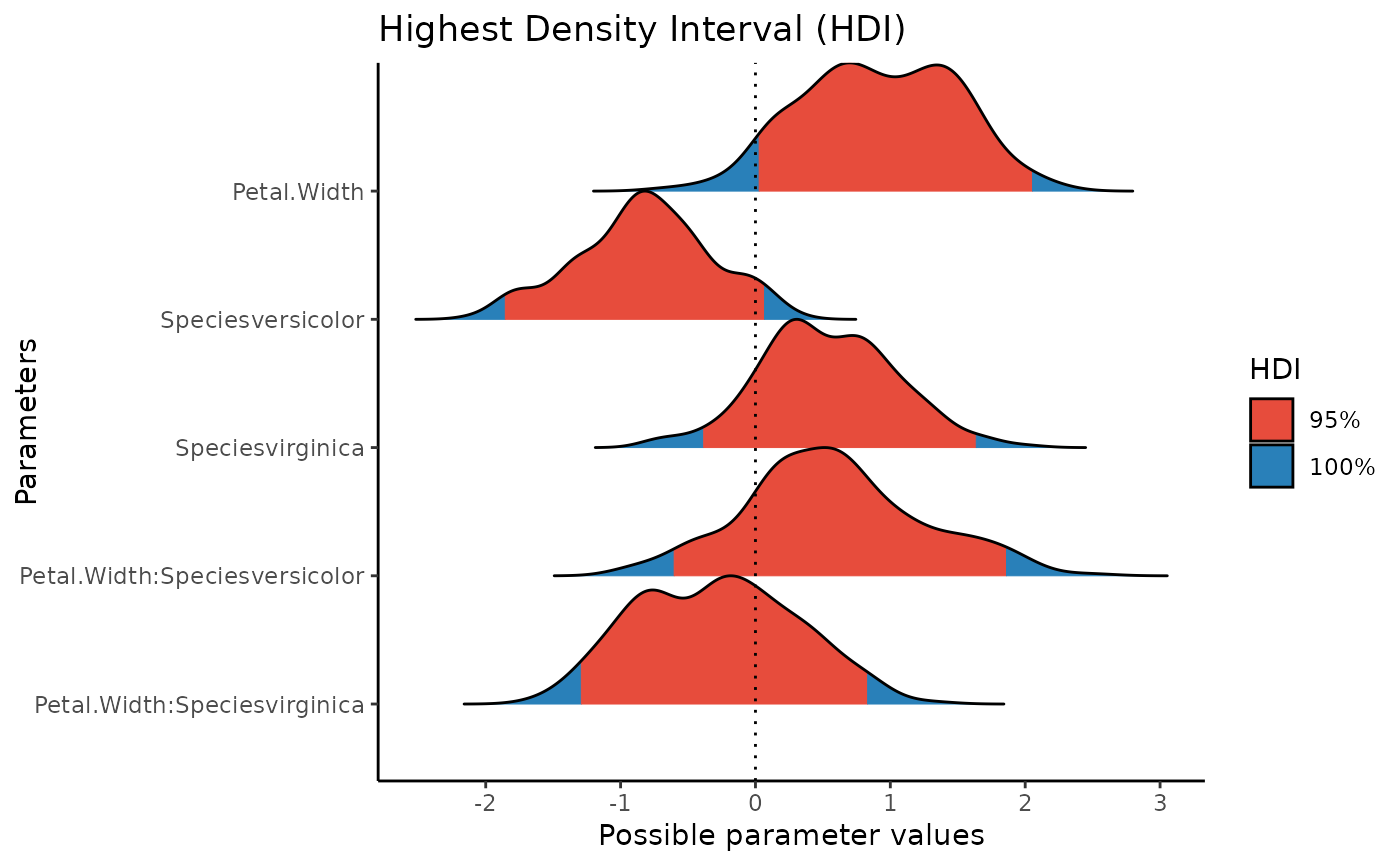 Highest Density Interval (HDI)
Parameters
Petal.Width
Speciesversicolor
Speciesvirginica
Petal.Width:Speciesversicolor
Petal.Width:Speciesvirginica
-2 -1 0 1 2 3
Possible parameter values
HDI
95%
100%